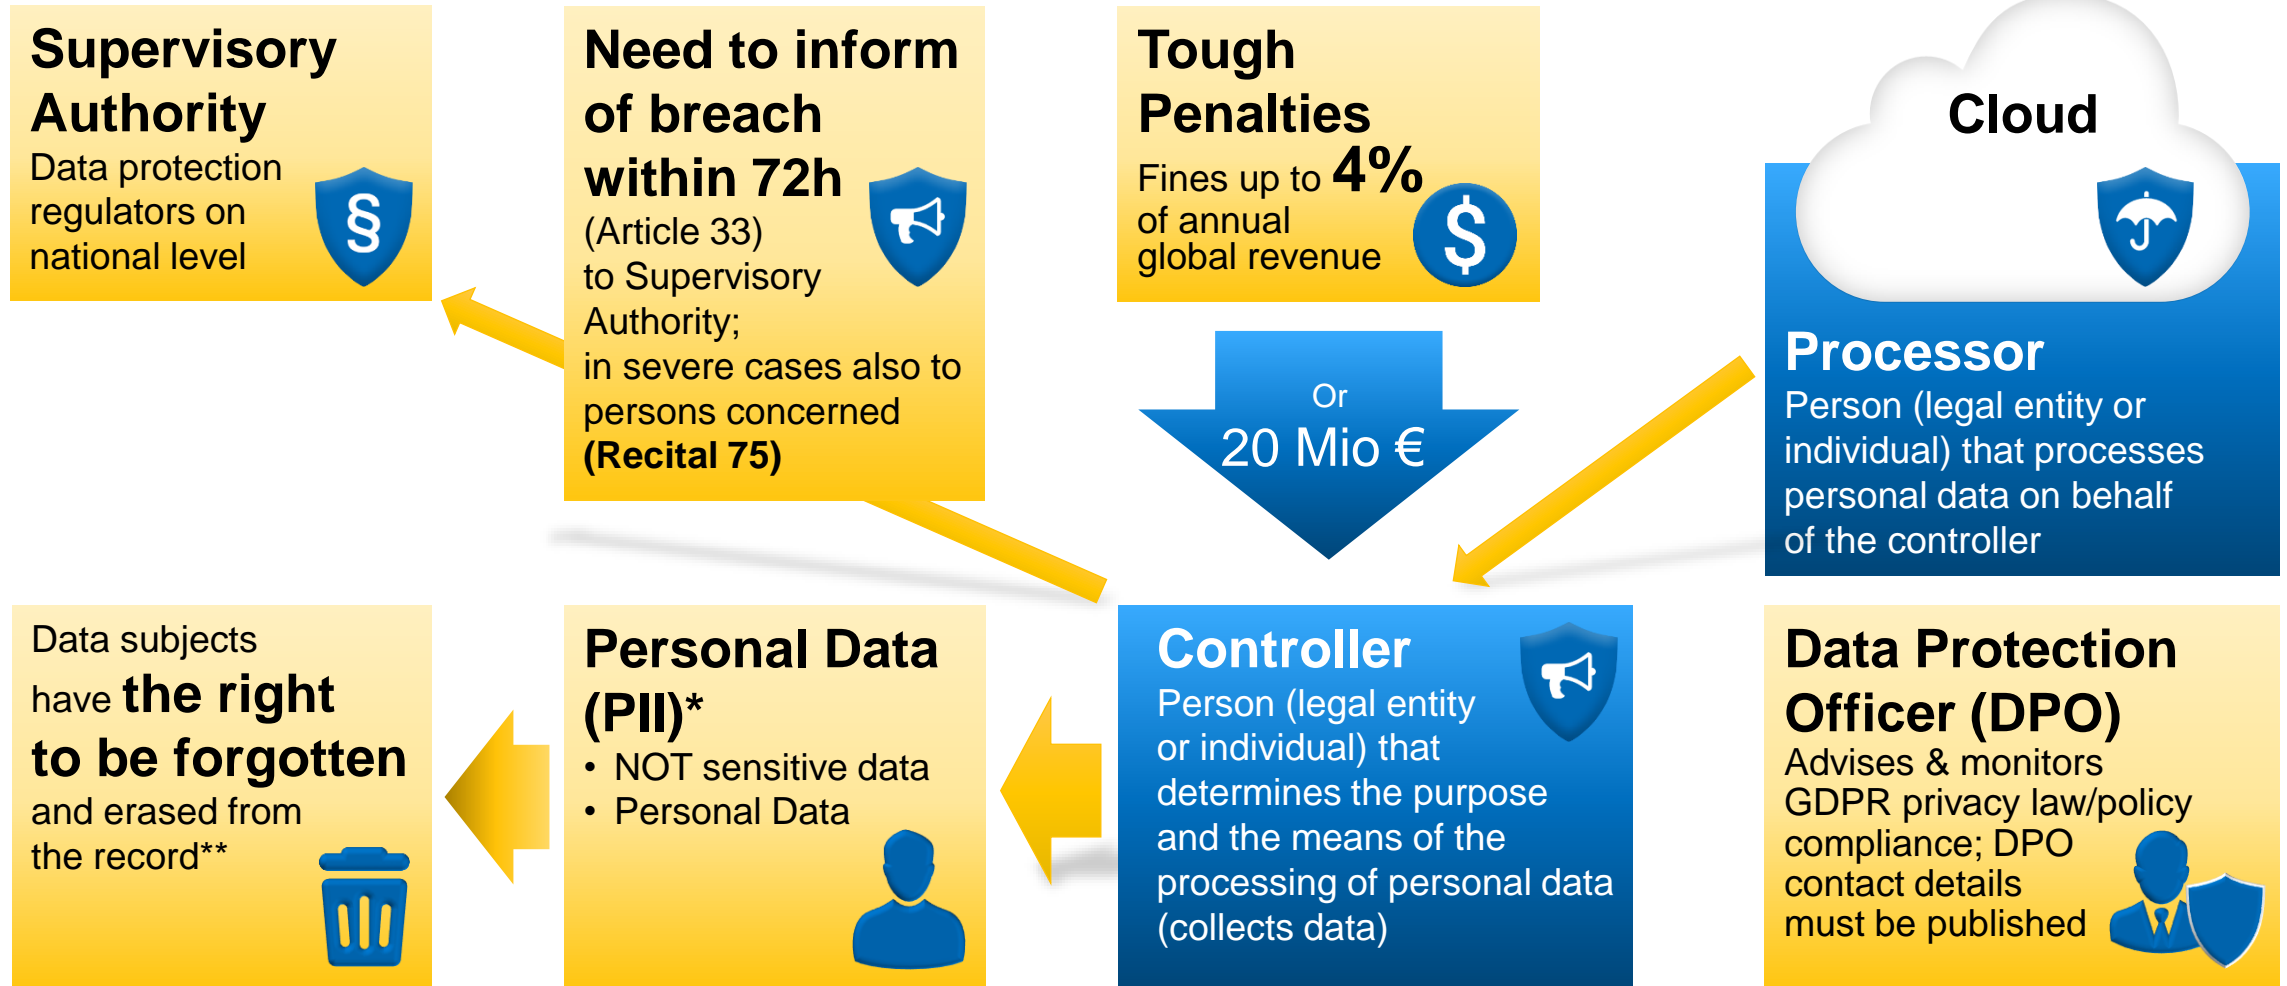 Supervisory
Authority
Data protection
regulators on
national level
§
Need to inform
of breach
within 72h
(Article 33)
to Supervisory
Authority;
in severe cases also to
persons concerned
(Recital 75)
Tough
Penalties
Fines up to 4%
of annual
global revenue
$
Or
20 Mio €
Cloud
Processor
Person (legal entity or
individual) that processes
personal data on behalf
of the controller
Data subjects
have the right
to be forgotten
and erased from
the record**
Personal Data
(PII)*
• NOT sensitive data
• Personal Data
Controller
Person (legal entity
or individual) that
determines the purpose
and the means of the
processing of personal data
(collects data)
Data Protection
Officer (DPO)
Advises & monitors
GDPR privacy law/policy
compliance; DPO
contact details
must be published